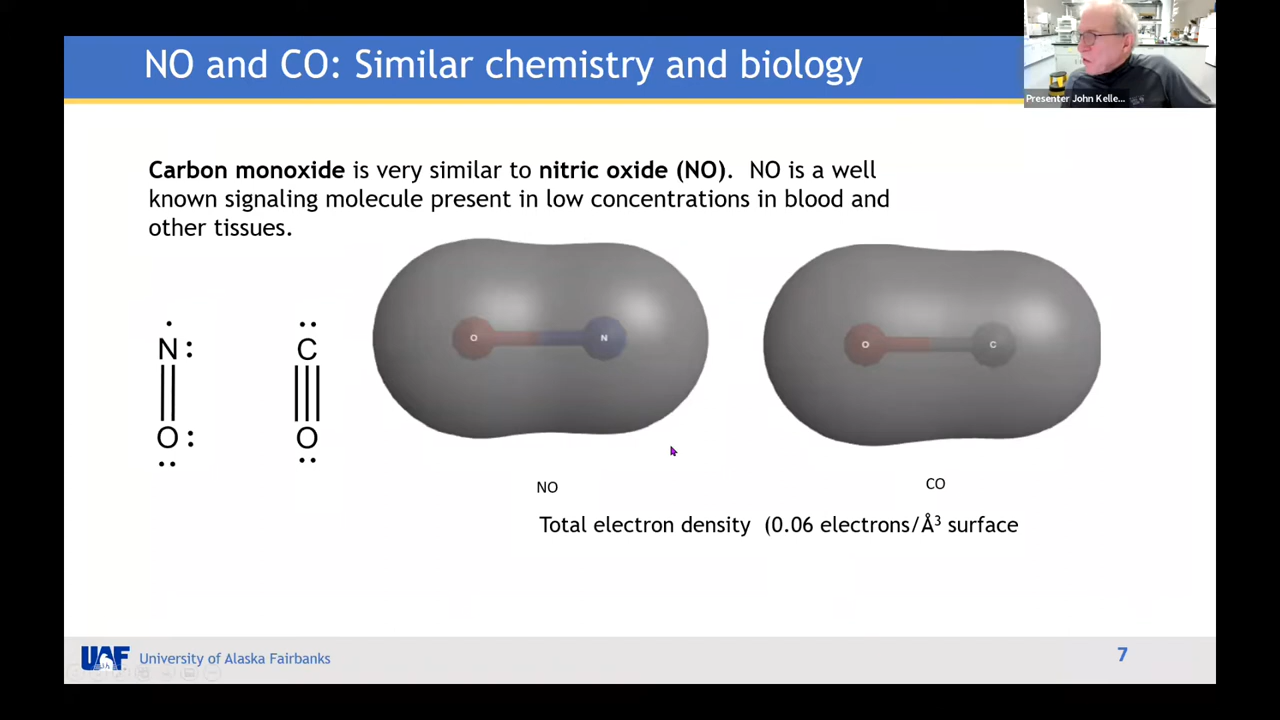 NO and CO: Similar chemistry and biology
Presenter John Kelle...
Carbon monoxide is very similar to nitric oxide (NO).  NO is a well
known signaling molecule present in low concentrations in blood and
other tissues.
N:
O:
C
O
O N
O C
NO
CO
Total electron density  (0.06 electrons/Å³ surface
UAF University of Alaska Fairbanks
7